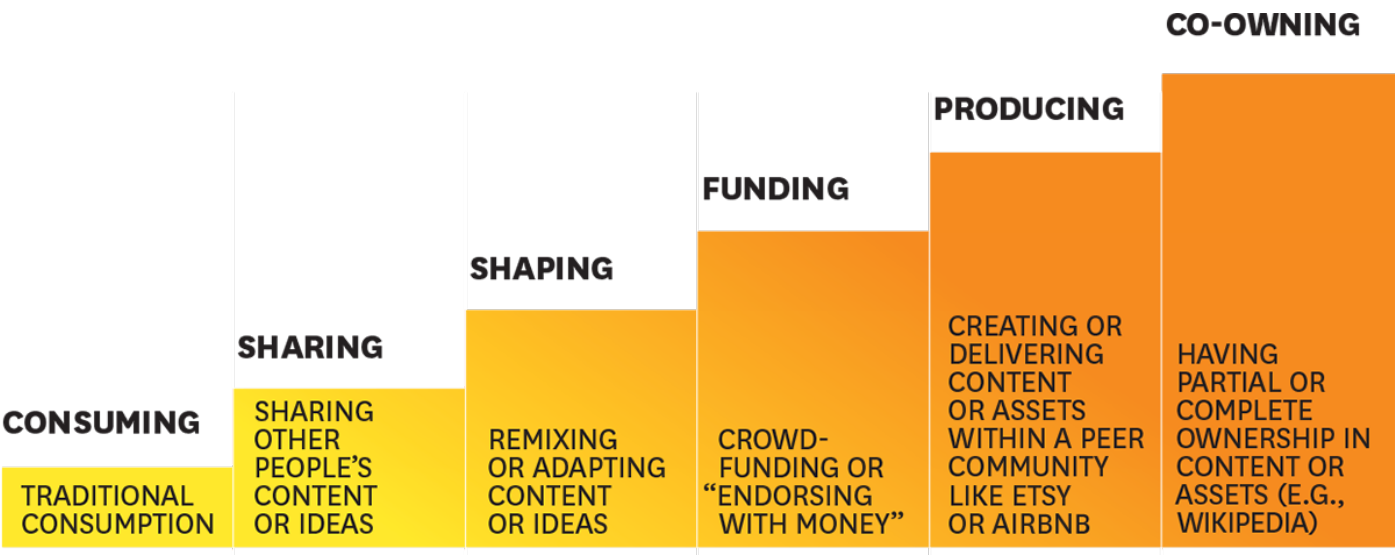 CONSUMING
TRADITIONAL
CONSUMPTION
SHARING
SHARING
OTHER
PEOPLE’S
CONTENT
OR IDEAS
SHAPING
REMIXING
OR ADAPTING
CONTENT
OR IDEAS
FUNDING
CROWD-
FUNDING OR
“ENDORSING
WITH MONEY”
PRODUCING
CREATING OR
DELIVERING
CONTENT
OR ASSETS
WITHIN A PEER
COMMUNITY
LIKE ETSY
OR AIRBNB
CO-OWNING
HAVING
PARTIAL OR
COMPLETE
OWNERSHIP IN
CONTENT OR
ASSETS (E.G.,
WIKIPEDIA)